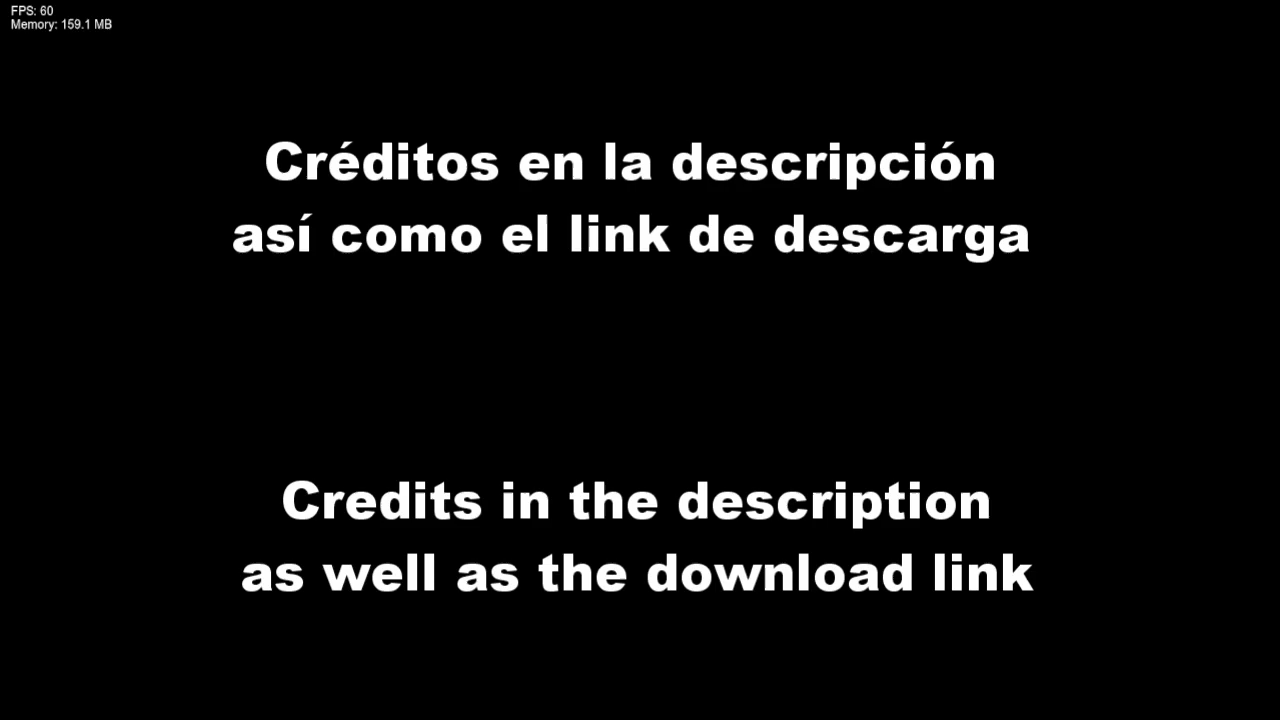 FPS: 60
Memory: 159.1 MB
Créditos en la descripción
así como el link de descarga
Credits in the description
as well as the download link